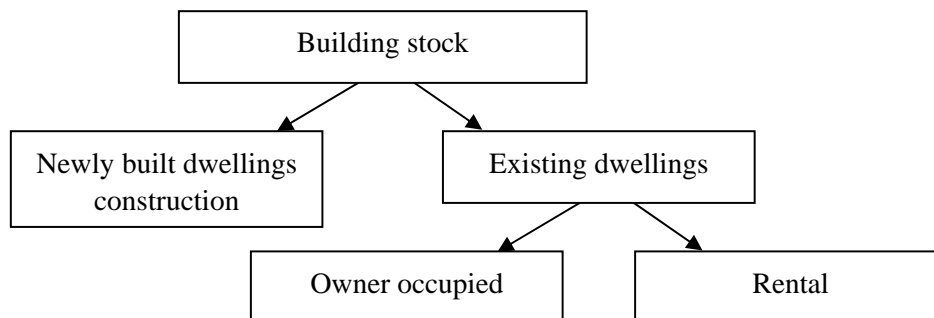 Building stock
Newly built dwellings
construction
Existing dwellings
Owner occupied
Rental